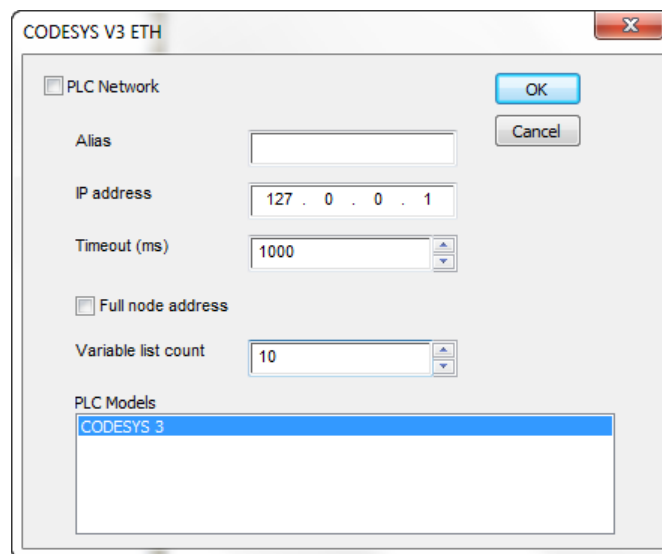 CODESYS V3 ETH
PLC Network
OK
Alias
Cancel
IP address 127 . 0 . 0 . 1
Timeout (ms) 1000
Full node address
Variable list count 10
PLC Models
CODESYS 3